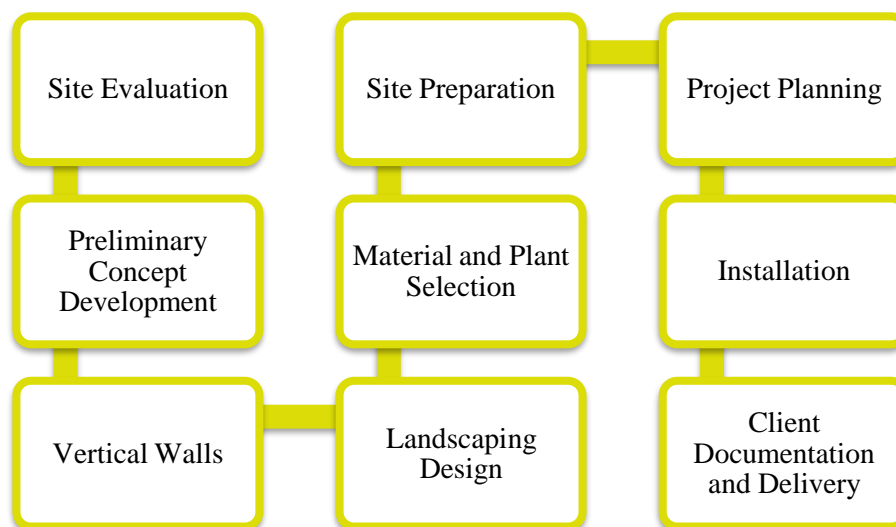 Site Evaluation
Preliminary
Concept
Development
Vertical Walls
Landscaping
Design
Material and Plant
Selection
Site Preparation
Project Planning
Installation
Client
Documentation
and Delivery